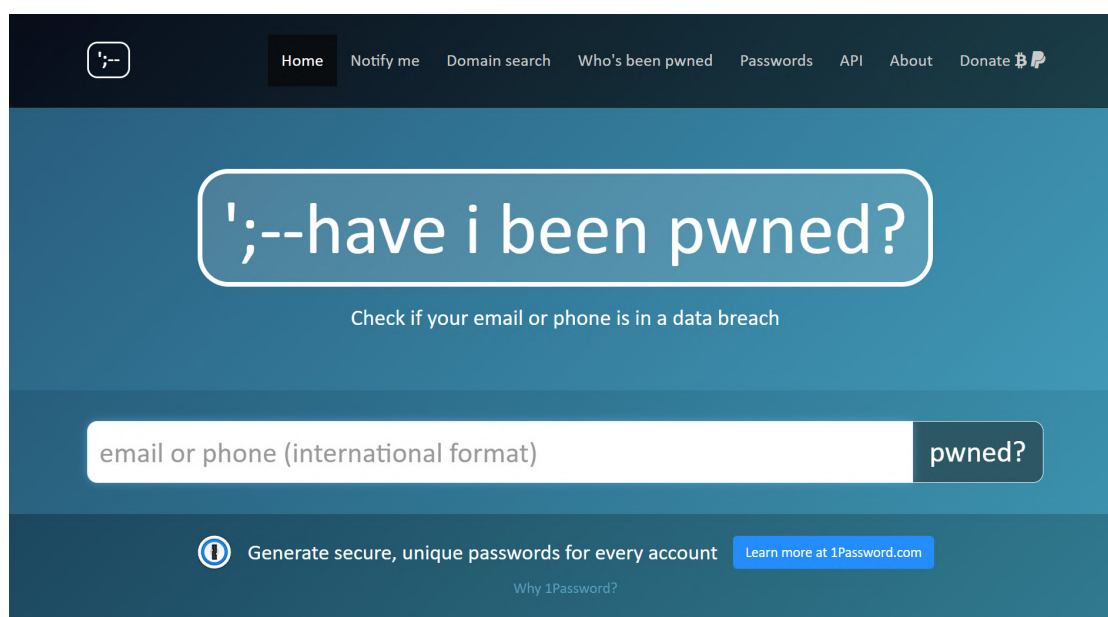 ';--
Home Notify me Domain search Who's been pwned Passwords API About Donate
';--have i been pwned?
Check if your email or phone is in a data breach
email or phone (international format) pwned?
Generate secure, unique passwords for every account Learn more at 1Password.com
Why 1Password?